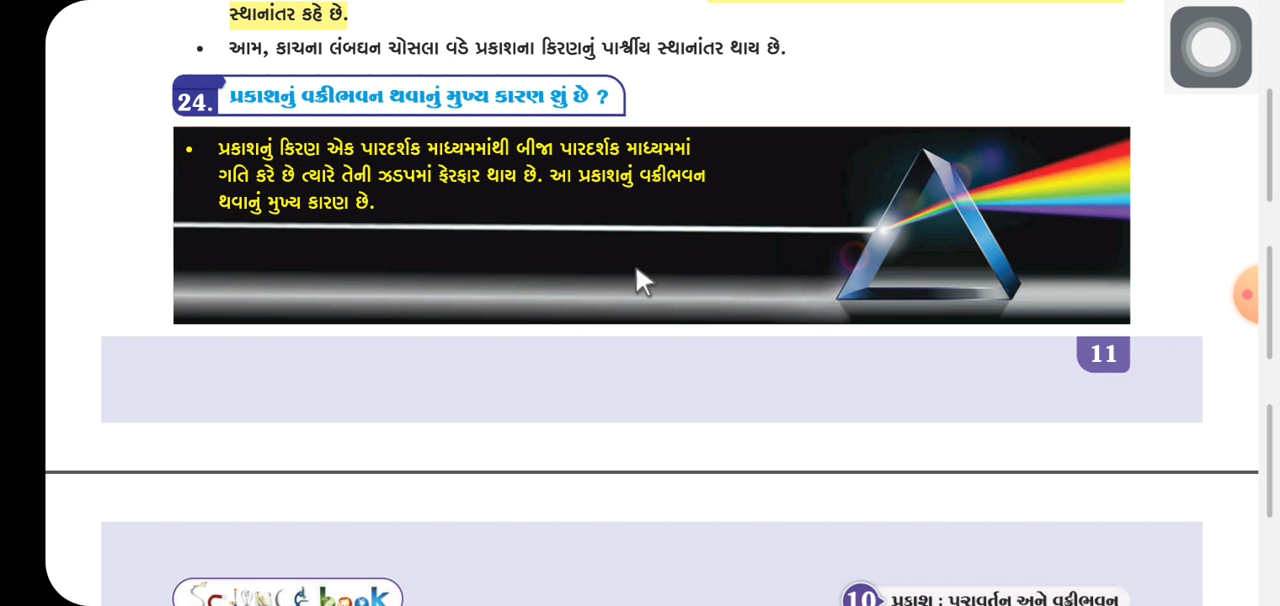 સ્થાનાંતર કહે છે.
• આમ, કાચના લંબઘન ચોસલા વડે પ્રકાશના કિરણનું પાર્શ્વીય સ્થાનાંતર થાય છે.
24. પ્રકાશનું વક્રીભવન થવાનું મુખ્ય કારણ શું છે ?
• પ્રકાશનું કિરણ એક પારદર્શક માધ્યમમાંથી બીજા પારદર્શક માધ્યમમાં
ગતિ કરે છે ત્યારે તેની ઝડપમાં ફેરફાર થાય છે. આ પ્રકાશનું વક્રીભવન
થવાનું મુખ્ય કારણ છે.
11
Science book
10 પ્રકાશ : પરાવર્તન અને વક્રીભવન